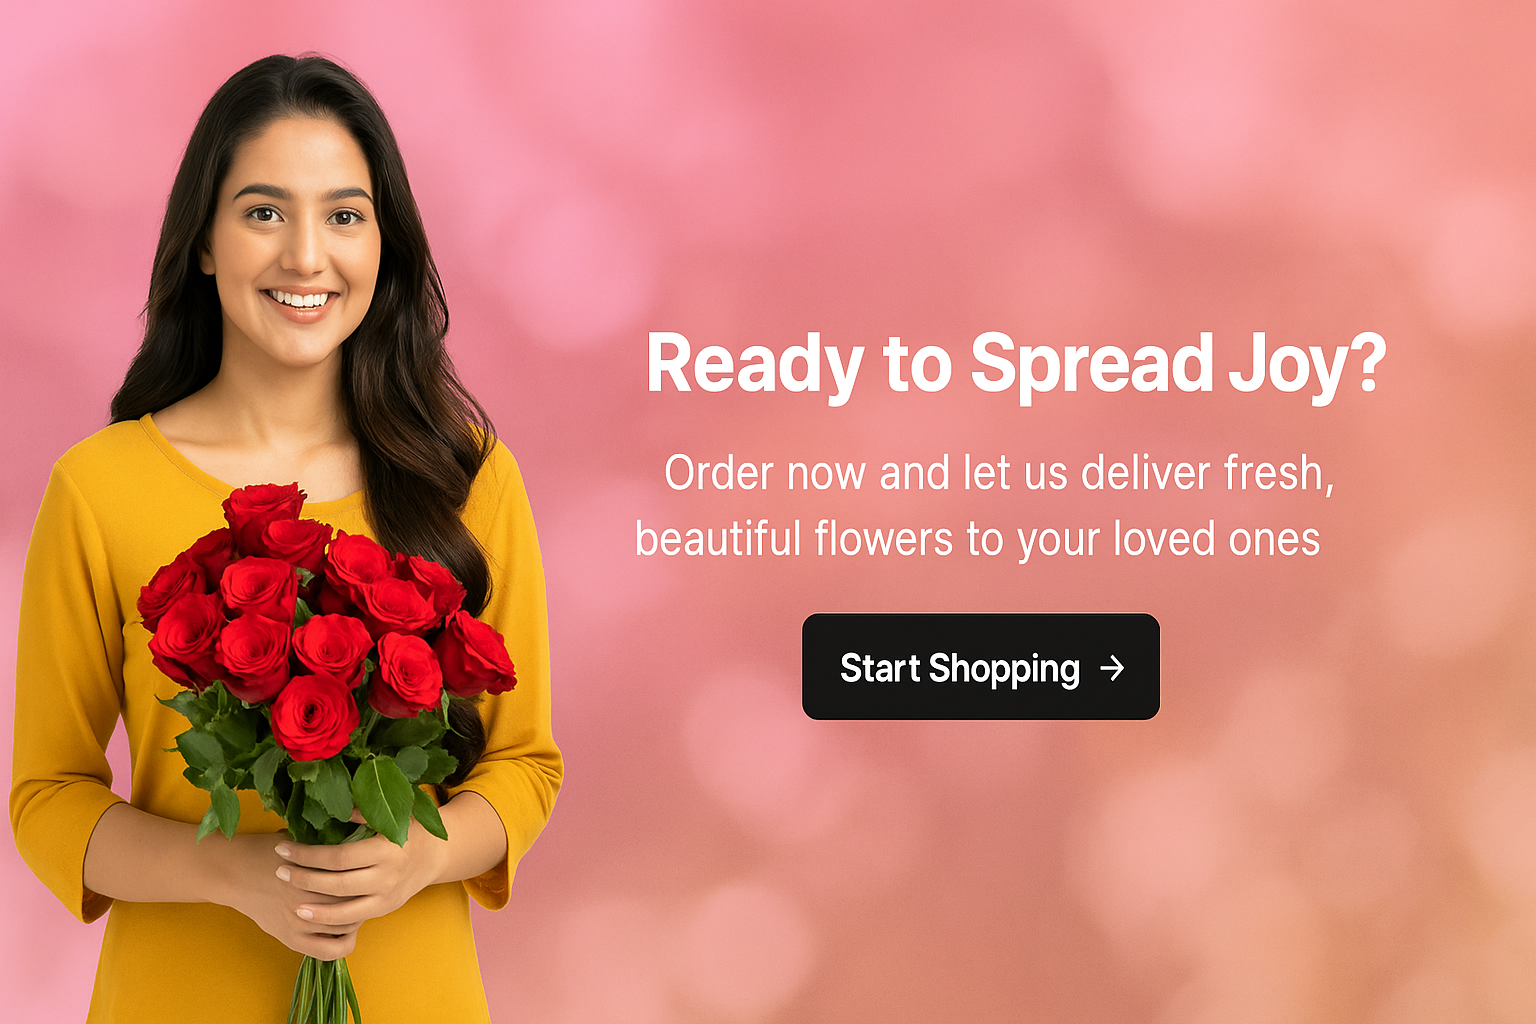 Ready to Spread Joy?
Order now and let us deliver fresh,
beautiful flowers to your loved ones
Start Shopping →